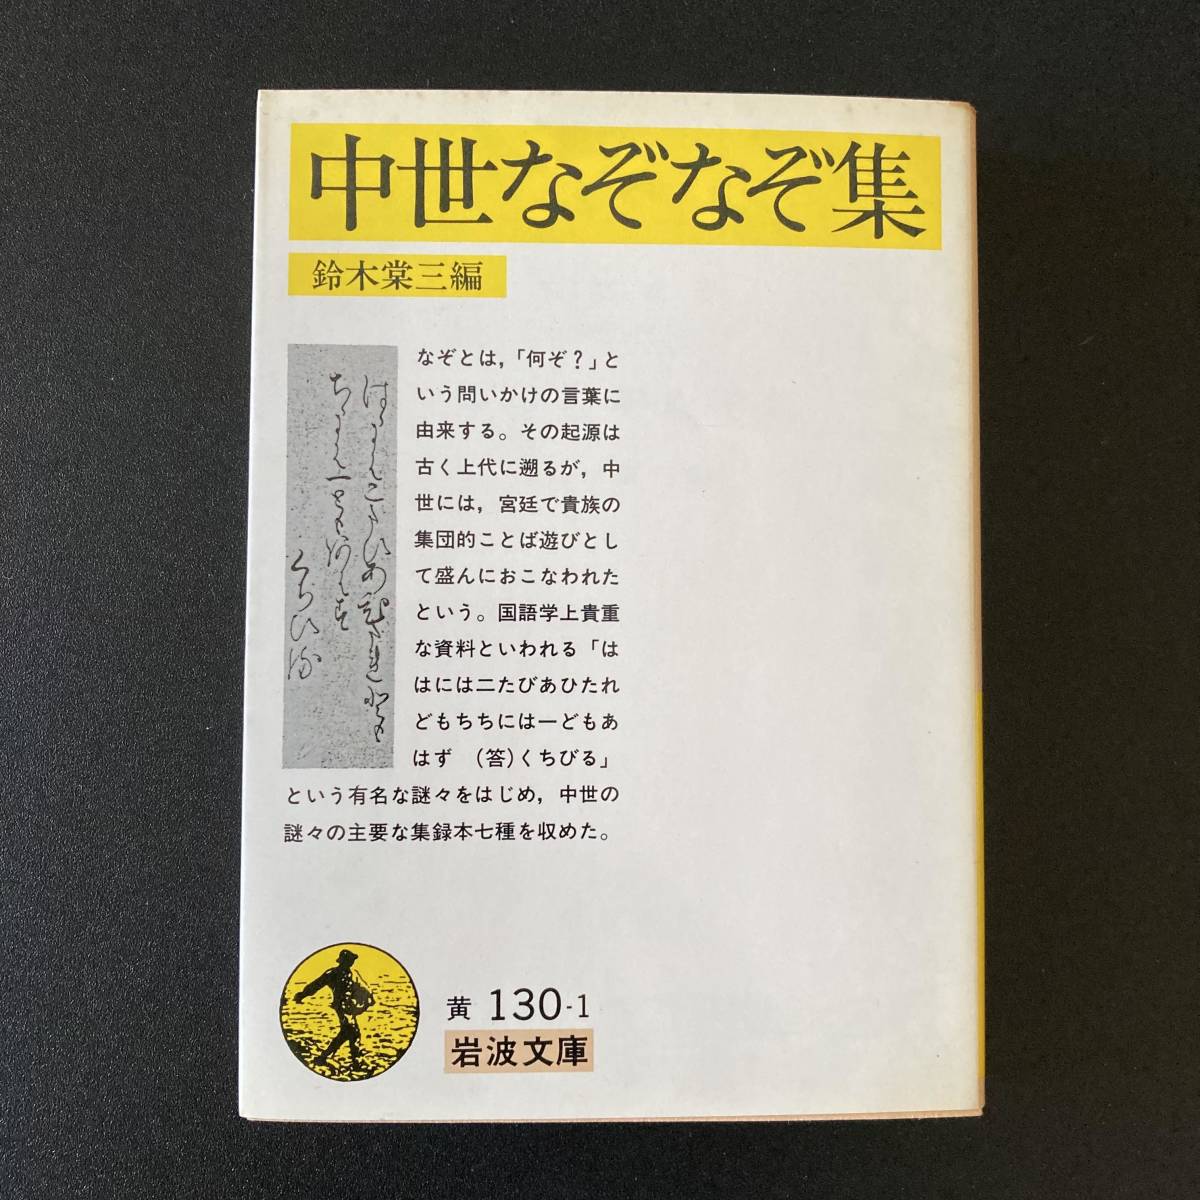 中世なぞなぞ集
鈴木棠三編
なぞとは，「何ぞ？」と
いう問いかけの言葉に
由来する。その起源は
古く上代に遡るが，中
世には，宮廷で貴族の
集団的ことば遊びとし
て盛んにおこなわれた
という。国語学上貴重
な資料といわれる「は
はには二たびあひたれ
どもちちには一どもあ
はず　(答)くちびる」
という有名な謎々をはじめ，中世の
謎々の主要な集録本七種を収めた。
黄 130-1
岩波文庫